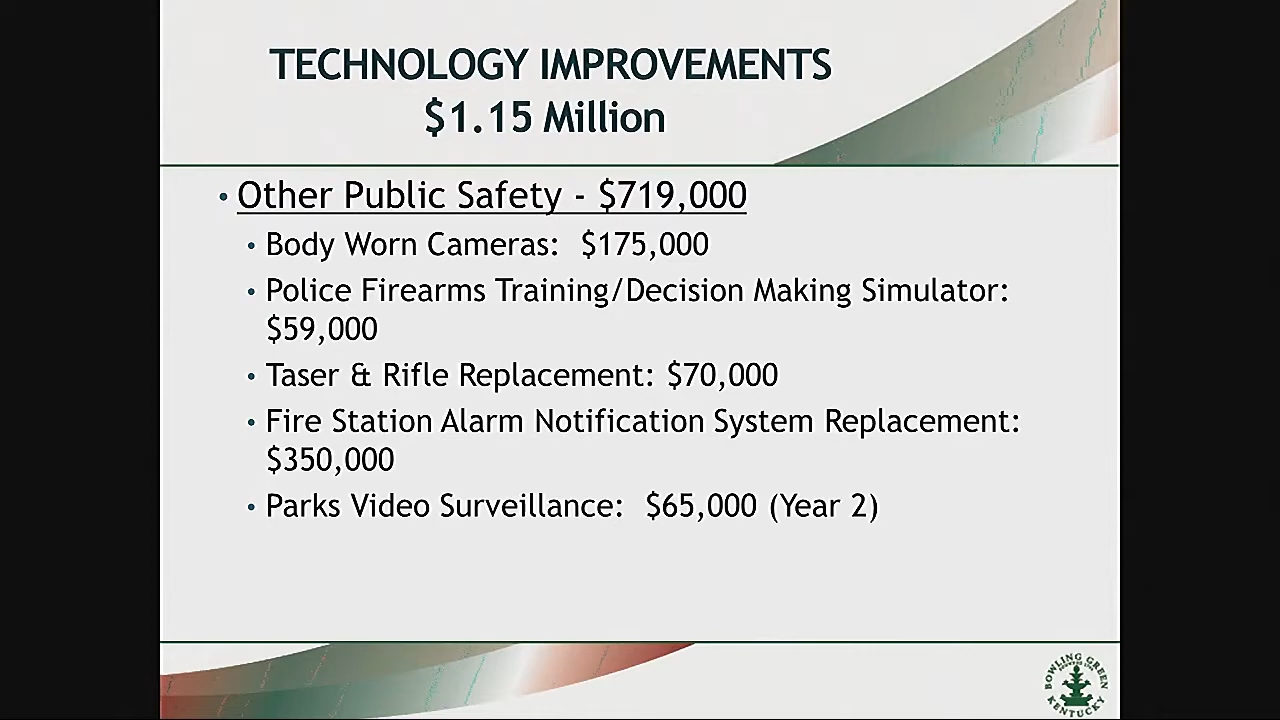 TECHNOLOGY IMPROVEMENTS
$1.15 Million
• Other Public Safety - $719,000
• Body Worn Cameras: $175,000
• Police Firearms Training/Decision Making Simulator:
$59,000
• Taser & Rifle Replacement: $70,000
• Fire Station Alarm Notification System Replacement:
$350,000
• Parks Video Surveillance: $65,000 (Year 2)
BOWLING GREEN
KENTUCKY